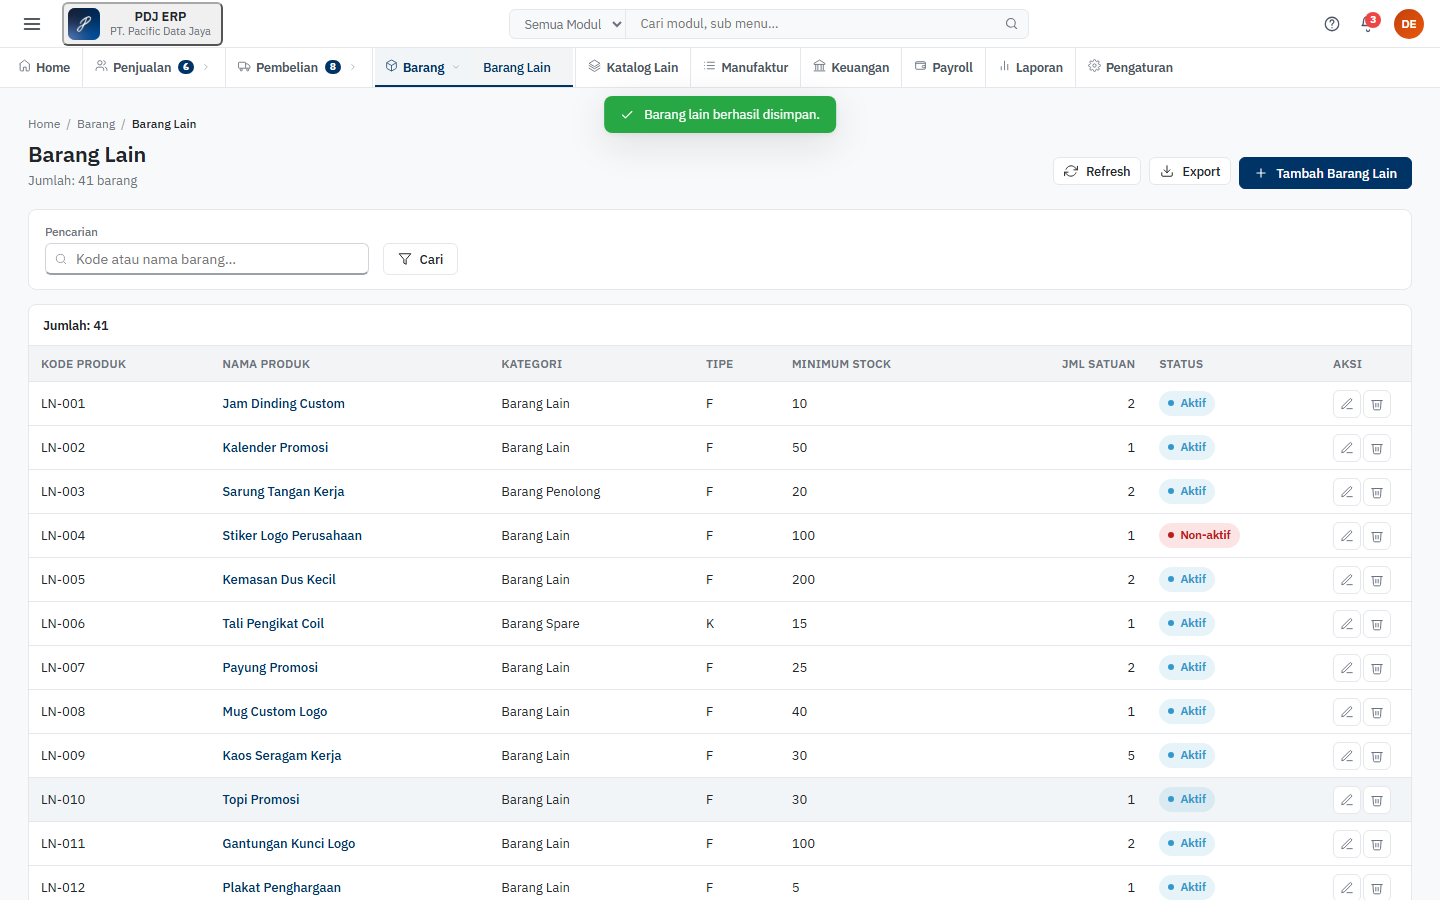 PDJ ERP
PT. Pacific Data Jaya
Semua Modul
Cari modul, sub menu...
3
DE
Home
Penjualan 6
Pembelian 8
Barang
Barang Lain
Katalog Lain
Manufaktur
Keuangan
Payroll
Laporan
Pengaturan
Barang lain berhasil disimpan.
Home / Barang / Barang Lain
Barang Lain
Jumlah: 41 barang
Refresh
Export
Tambah Barang Lain
Pencarian
Kode atau nama barang...
Cari
Jumlah: 41
KODE PRODUK NAMA PRODUK KATEGORI TIPE MINIMUM STOCK JML SATUAN STATUS AKSI
LN-001 Jam Dinding Custom Barang Lain F 10 2 Aktif
LN-002 Kalender Promosi Barang Lain F 50 1 Aktif
LN-003 Sarung Tangan Kerja Barang Penolong F 20 2 Aktif
LN-004 Stiker Logo Perusahaan Barang Lain F 100 1 Non-aktif
LN-005 Kemasan Dus Kecil Barang Lain F 200 2 Aktif
LN-006 Tali Pengikat Coil Barang Spare K 15 1 Aktif
LN-007 Payung Promosi Barang Lain F 25 2 Aktif
LN-008 Mug Custom Logo Barang Lain F 40 1 Aktif
LN-009 Kaos Seragam Kerja Barang Lain F 30 5 Aktif
LN-010 Topi Promosi Barang Lain F 30 1 Aktif
LN-011 Gantungan Kunci Logo Barang Lain F 100 2 Aktif
LN-012 Plakat Penghargaan Barang Lain F 5 1 Aktif